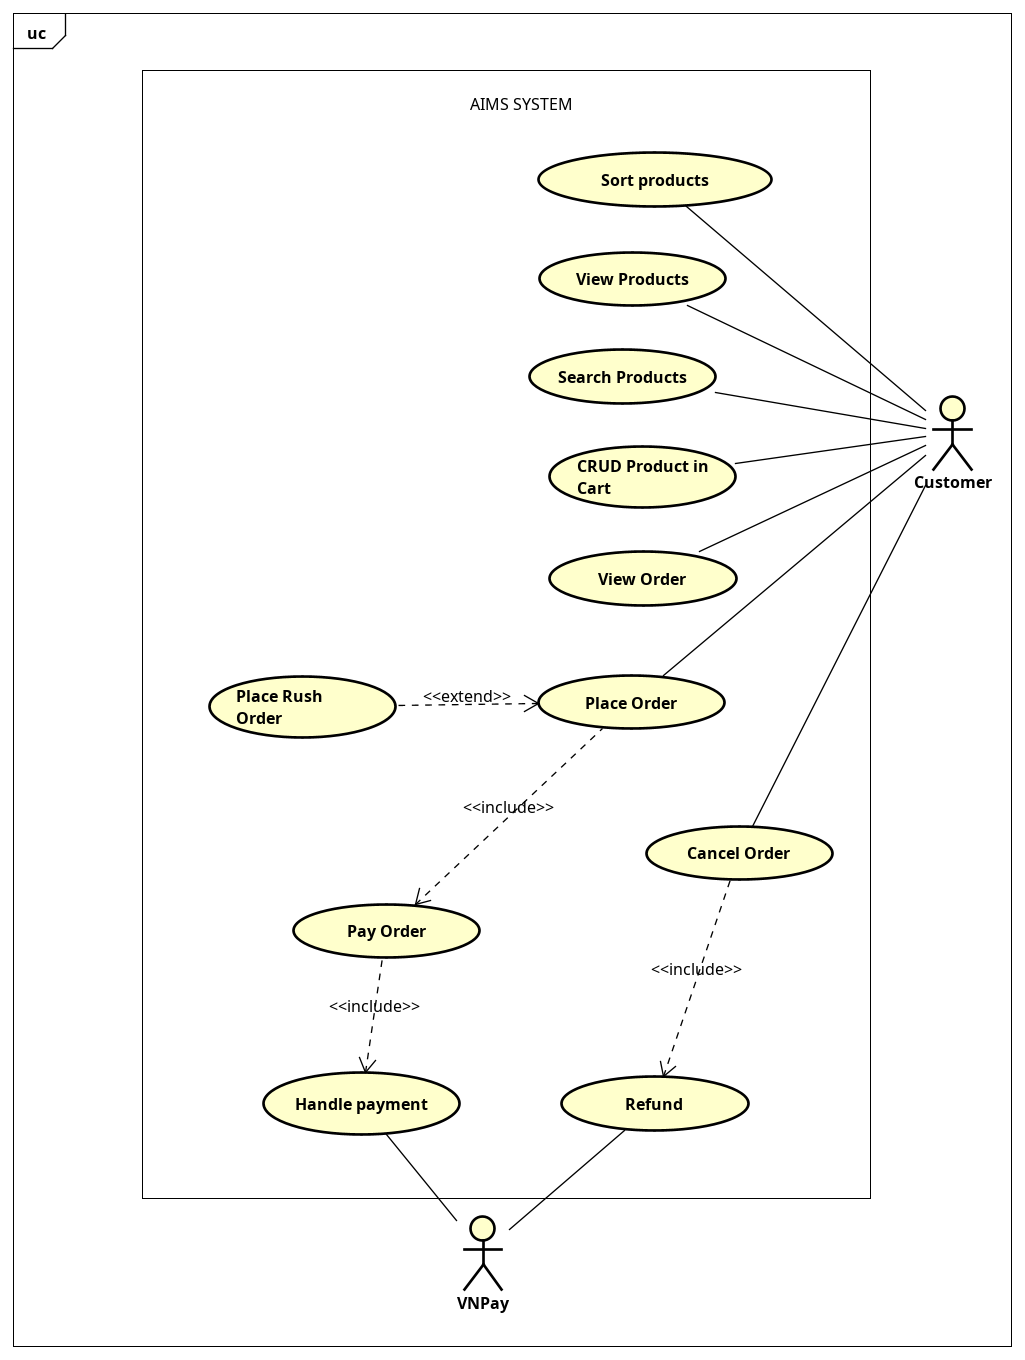 uc
AIMS SYSTEM
Sort products
View Products
Search Products
CRUD Product in
Cart
Customer
View Order
Place Rush
Order
<<extend>>
Place Order
<<include>>
Cancel Order
Pay Order
<<include>>
<<include>>
Handle payment
Refund
VNPay